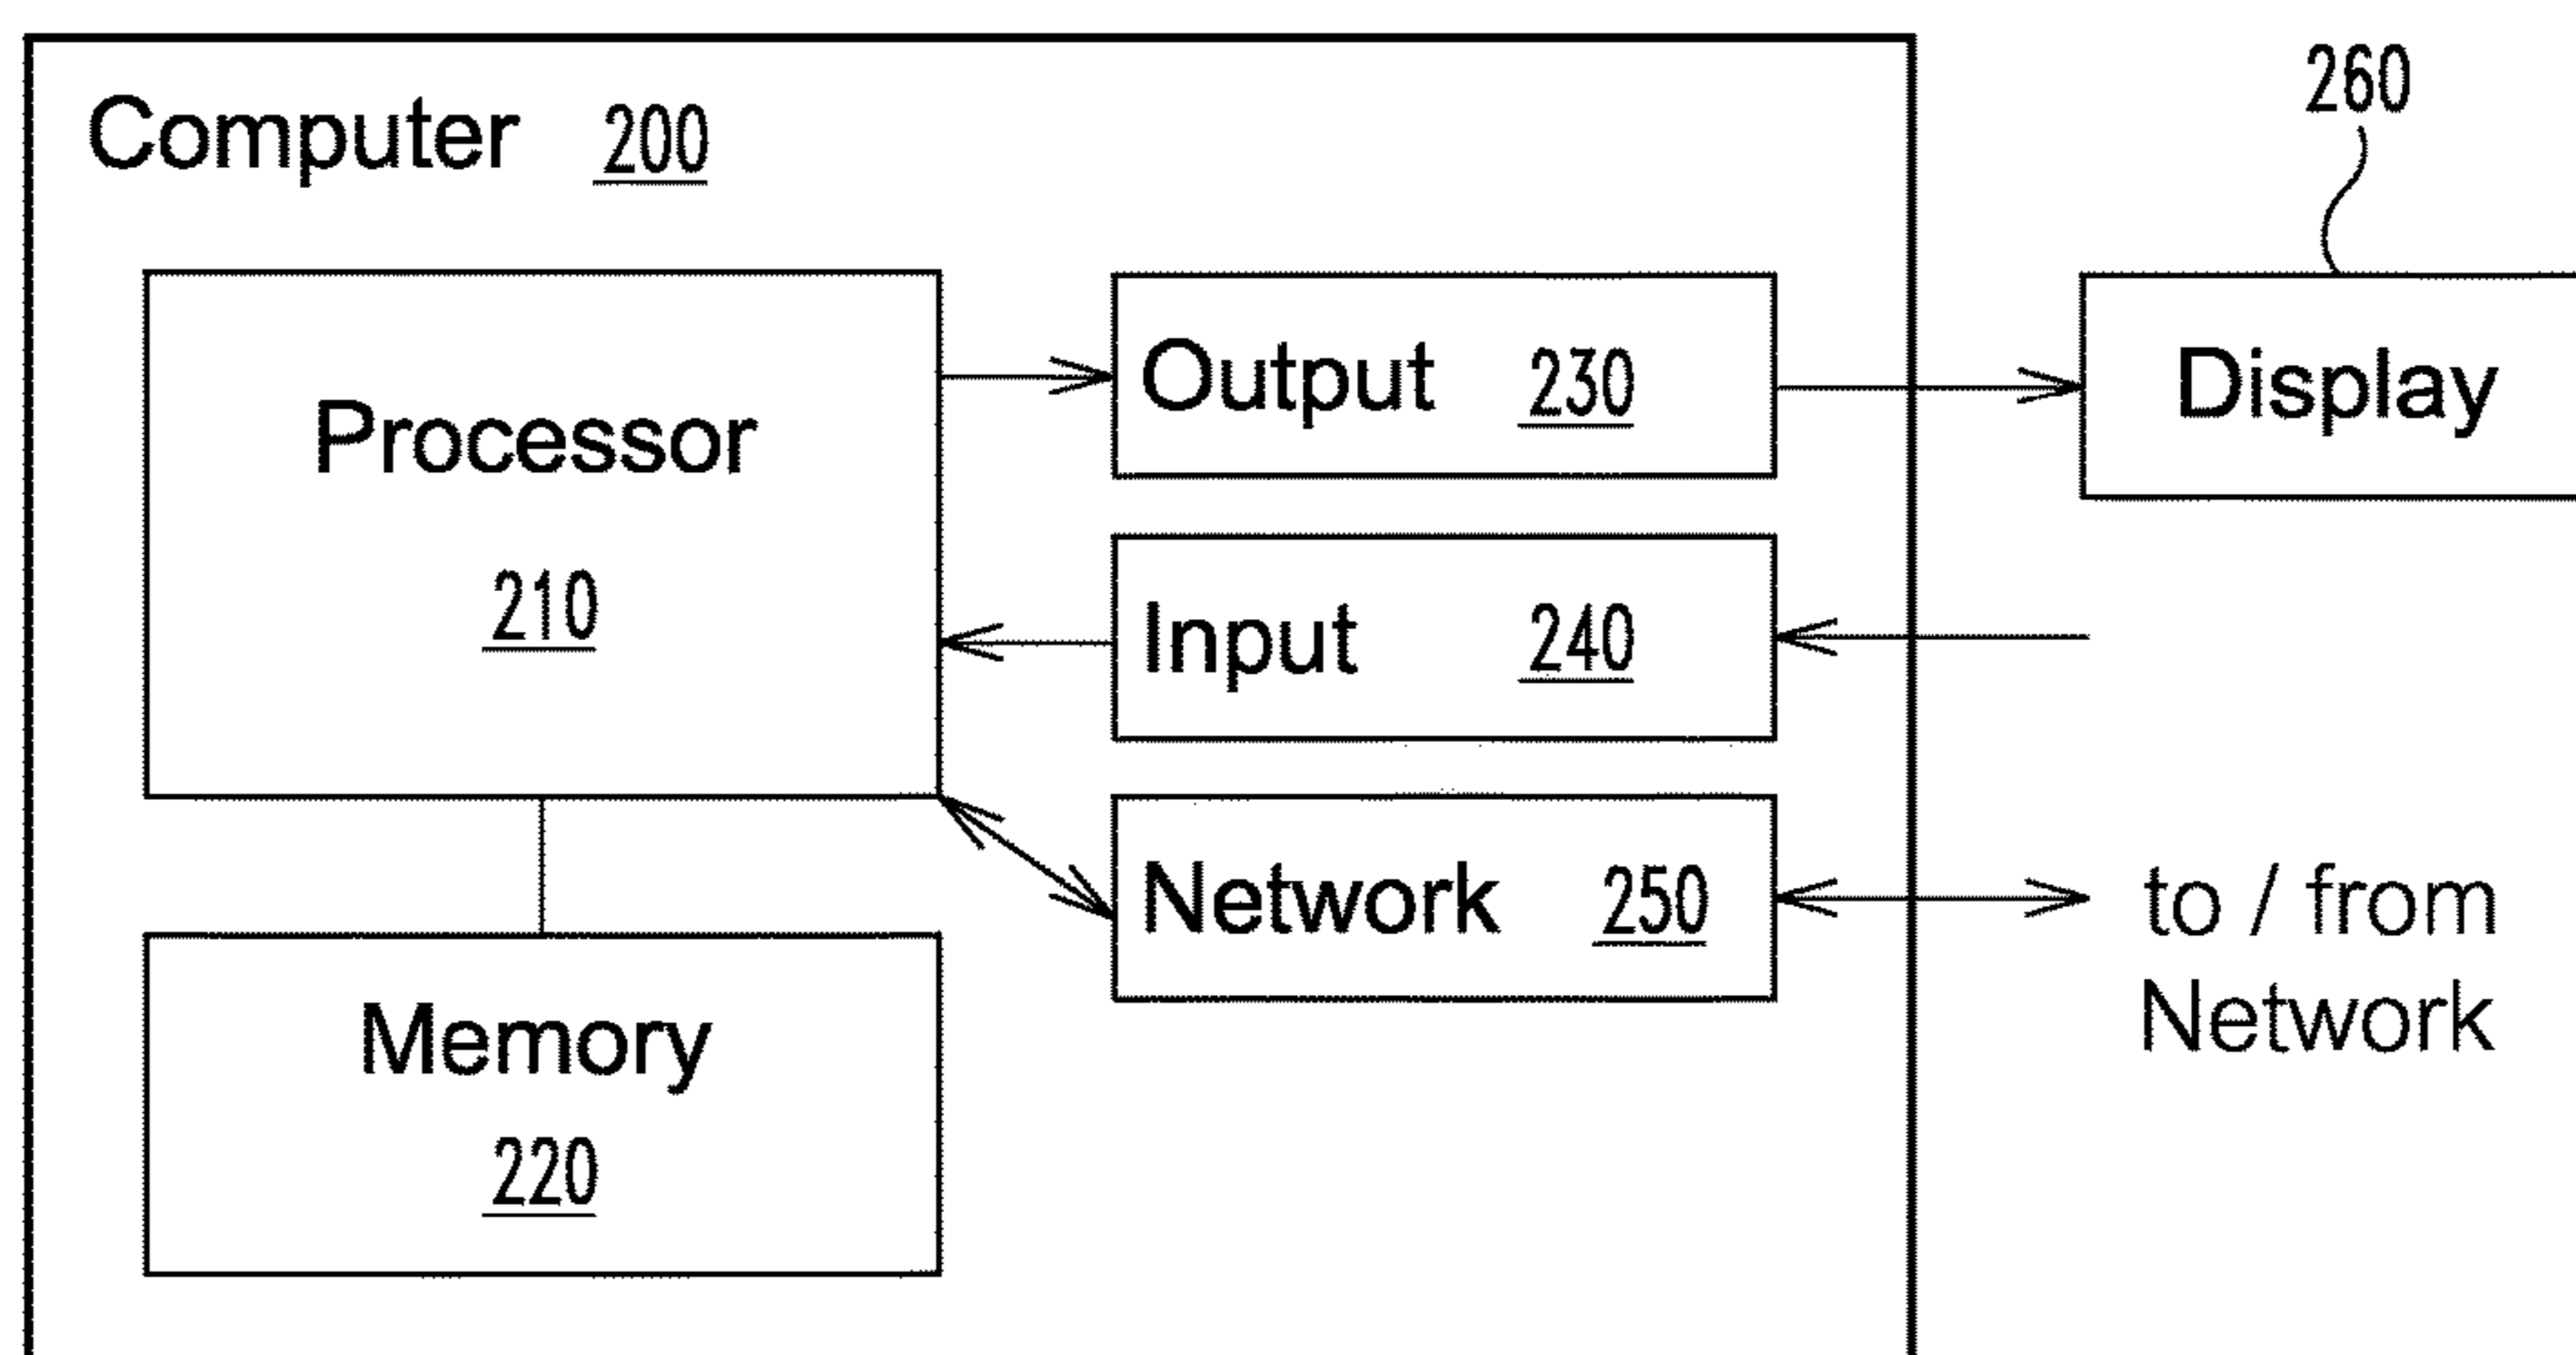 Computer 200
260
Processor
210
Output 230
Display
Input 240
Network 250
to / from
Network
Memory
220